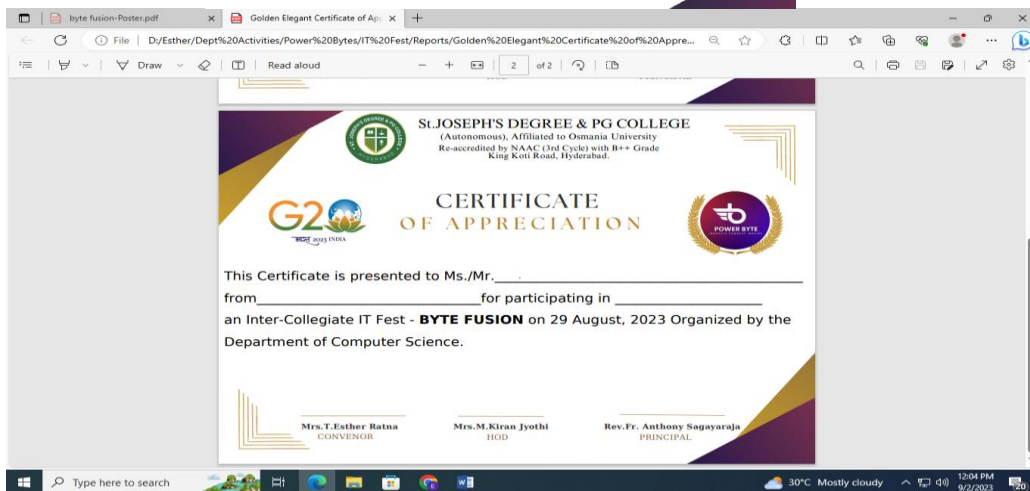 byte fusion-Poster.pdf
Golden Elegant Certificate of Ap
File | D:/Esther/Dept%20Activities/Power%20Bytes/IT%20Fest/Reports/Golden%20Elegant%20Certificate%20of%20Appre...
Draw Read aloud 2 of 2
HOD PRINCIPAL
St.JOSEPH'S DEGREE & PG COLLEGE
(Autonomous), Affiliated to Osmania University
Re-accredited by NAAC (3rd Cycle) with B++ Grade
King Koti Road, Hyderabad.
G20
भारत 2023 INDIA
CERTIFICATE
OF APPRECIATION
POWER BYTE
This Certificate is presented to Ms./Mr.
from for participating in
an Inter-Collegiate IT Fest - BYTE FUSION on 29 August, 2023 Organized by the
Department of Computer Science.
Mrs.T.Esther Ratna Mrs.M.Kiran Jyothi Rev.Fr. Anthony Sagayaraja
CONVENOR HOD PRINCIPAL
Type here to search
30°C Mostly cloudy
12:04 PM
9/2/2023
20